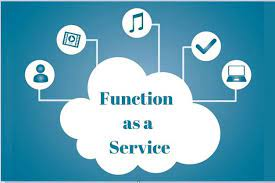 Function
as a
Service